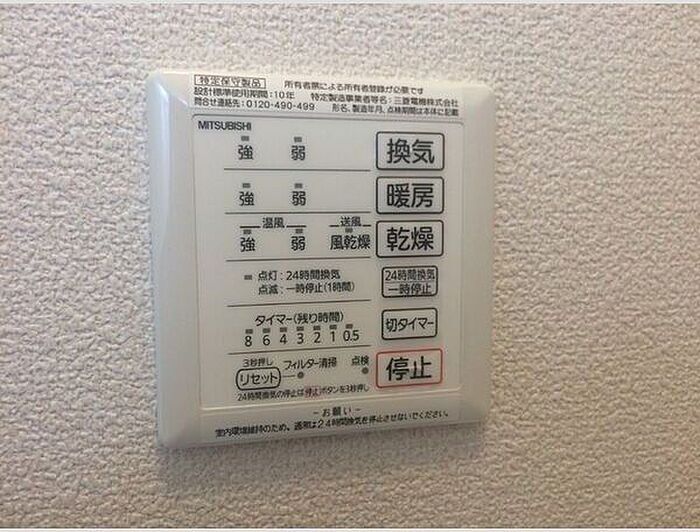 特定保守製品 所有者票による所有者登録が必要です
設計標準使用期間:10年 特定製造事業者等名:三菱電機株式会社
問合せ連絡先:0120-490-499 形名、製造年月、点検期間は本体に記載
MITSUBISHI
強 弱 換気
強 弱 暖房
温風 送風
強 弱 風乾燥 乾燥
点灯:24時間換気 24時間換気
点滅:一時停止(1時間) 一時停止
タイマー(残り時間) 切タイマー
8 6 4 3 2 1 0.5
3秒押し フィルター清掃 点検
リセット 停止
24時間換気の停止は停止ボタンを3秒押し
-お願い-
室内環境維持のため、通常は24時間換気を停止させないでください。